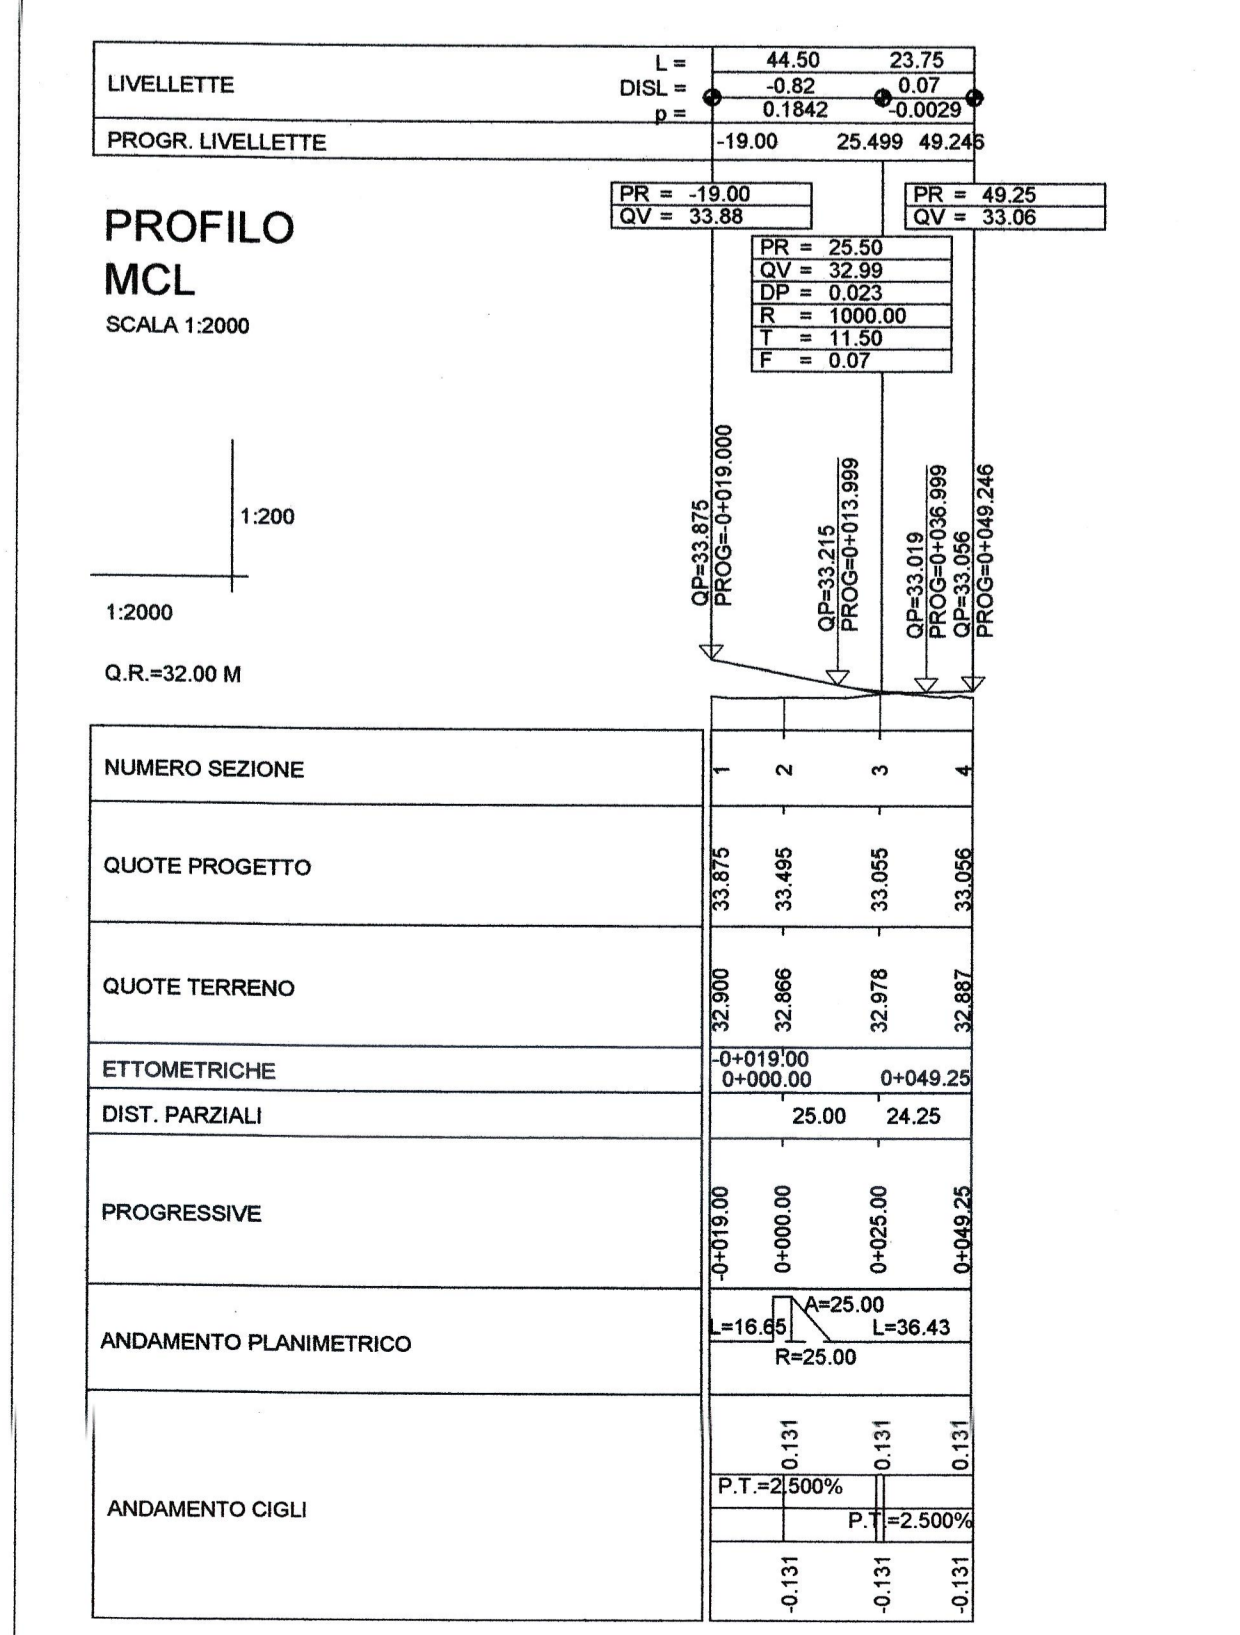 LIVELLETTE
L = 44.50 23.75
DISL = -0.82 0.07
p = 0.1842 -0.0029
PROGR. LIVELLETTE -19.00 25.499 49.246
PR = -19.00
QV = 33.88
PR = 49.25
QV = 33.06
PR = 25.50
QV = 32.99
DP = 0.023
R = 1000.00
T = 11.50
F = 0.07
PROFILO
MCL
SCALA 1:2000
1:200
1:2000
Q.R.=32.00 M
QP=33.875
PROG=-0+019.000
QP=33.215
PROG=0+013.999
QP=33.019
PROG=0+036.999
QP=33.056
PROG=0+049.246
NUMERO SEZIONE 1 2 3 4
QUOTE PROGETTO 33.875 33.495 33.055 33.056
QUOTE TERRENO 32.900 32.866 32.978 32.887
ETTOMETRICHE
-0+019.00
0+000.00 0+049.25
DIST. PARZIALI 25.00 24.25
PROGRESSIVE -0+019.00 0+000.00 0+025.00 0+049.25
ANDAMENTO PLANIMETRICO
A=25.00
L=16.65 L=36.43
R=25.00
ANDAMENTO CIGLI
0.131 0.131 0.131
P.T.=2.500%
P.T.=2.500%
-0.131 -0.131 -0.131